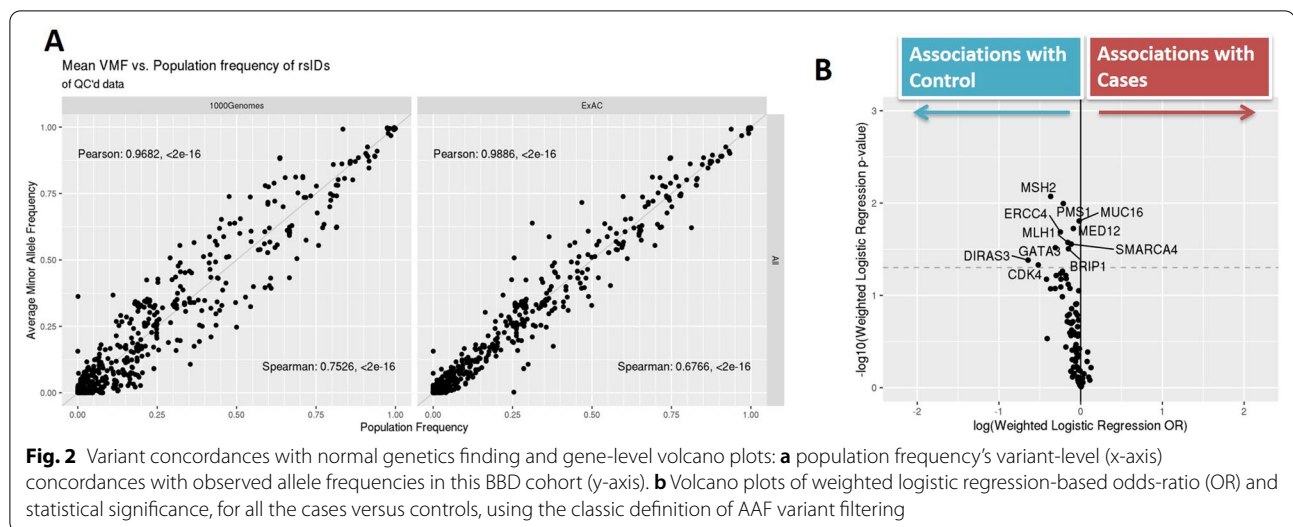 A
Mean VMF vs. Population frequency of rsIDs
of QC'd data
1000Genomes
ExAC
All
Average Minor Allele Frequency
1.00
0.75
0.50
0.25
0.00
Pearson: 0.9682, <2e-16
Spearman: 0.7526, <2e-16
Pearson: 0.9886, <2e-16
Spearman: 0.6766, <2e-16
0.00 0.25 0.50 0.75 1.00
0.00 0.25 0.50 0.75 1.00
Population Frequency
B
Associations with
Control
Associations with
Cases
-log10(Weighted Logistic Regression p-value)
3
2
1
0
MSH2
PMS1
MUC16
ERCC4
MED12
MLH1
SMARCA4
GATA3
DIRAS3
BRIP1
CDK4
-2 -1 0 1 2
log(Weighted Logistic Regression OR)
Fig. 2 Variant concordances with normal genetics finding and gene-level volcano plots: a population frequency's variant-level (x-axis)
concordances with observed allele frequencies in this BBD cohort (y-axis). b Volcano plots of weighted logistic regression-based odds-ratio (OR) and
statistical significance, for all the cases versus controls, using the classic definition of AAF variant filtering